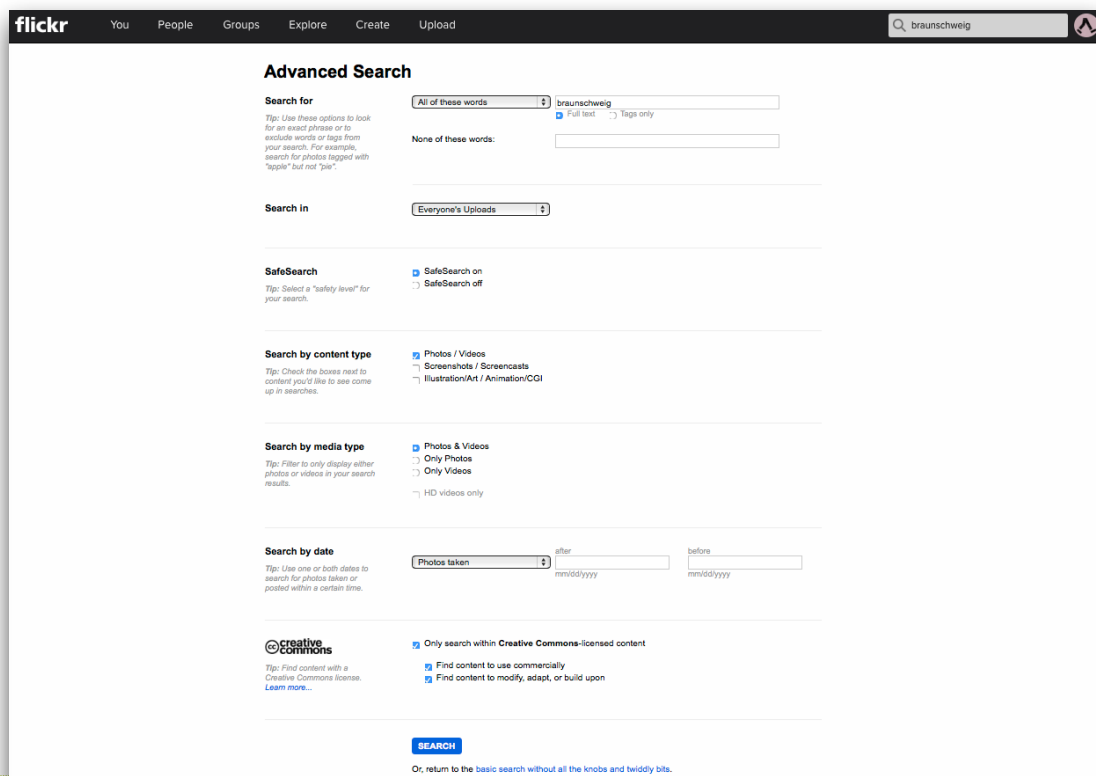 flickr You People Groups Explore Create Upload braunschweig
Advanced Search
Search for All of these words braunschweig
Full text Tags only
Tip: Use these options to look
for an exact phrase or to
exclude words or tags from
your search. For example,
search for photos tagged with
"apple" but not "pie".
None of these words:
Search in Everyone's Uploads
SafeSearch
Tip: Select a "safety level" for
your search.
SafeSearch on
SafeSearch off
Search by content type
Tip: Check the boxes next to
content you'd like to see come
up in searches.
Photos / Videos
Screenshots / Screencasts
Illustration/Art / Animation/CGI
Search by media type
Tip: Filter to only display either
photos or videos in your search
results.
Photos & Videos
Only Photos
Only Videos
HD videos only
Search by date
Tip: Use one or both dates to
search for photos taken or
posted within a certain time.
Photos taken
after
mm/dd/yyyy
before
mm/dd/yyyy
cc creative
commons
Tip: Find content with a
Creative Commons license.
Learn more...
Only search within Creative Commons-licensed content
Find content to use commercially
Find content to modify, adapt, or build upon
SEARCH
Or, return to the basic search without all the knobs and twiddly bits.